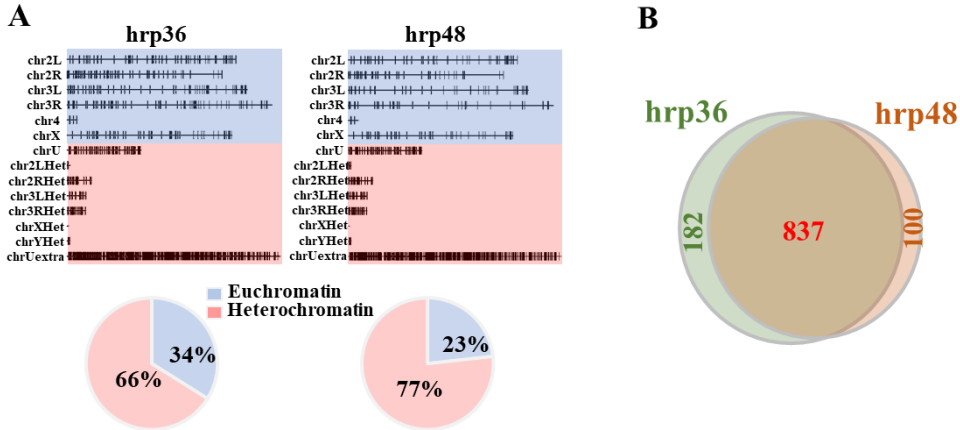 A
hrp36
chr2L
chr2R
chr3L
chr3R
chr4
chrX
chrU
chr2LHet
chr2RHet
chr3LHet
chr3RHet
chrXHet
chrYHet
chrUextra
hrp48
chr2L
chr2R
chr3L
chr3R
chr4
chrX
chrU
chr2LHet
chr2RHet
chr3LHet
chr3RHet
chrXHet
chrYHet
chrUextra
Euchromatin
Heterochromatin
34%
66%
23%
77%
B
hrp36
hrp48
182
837
100